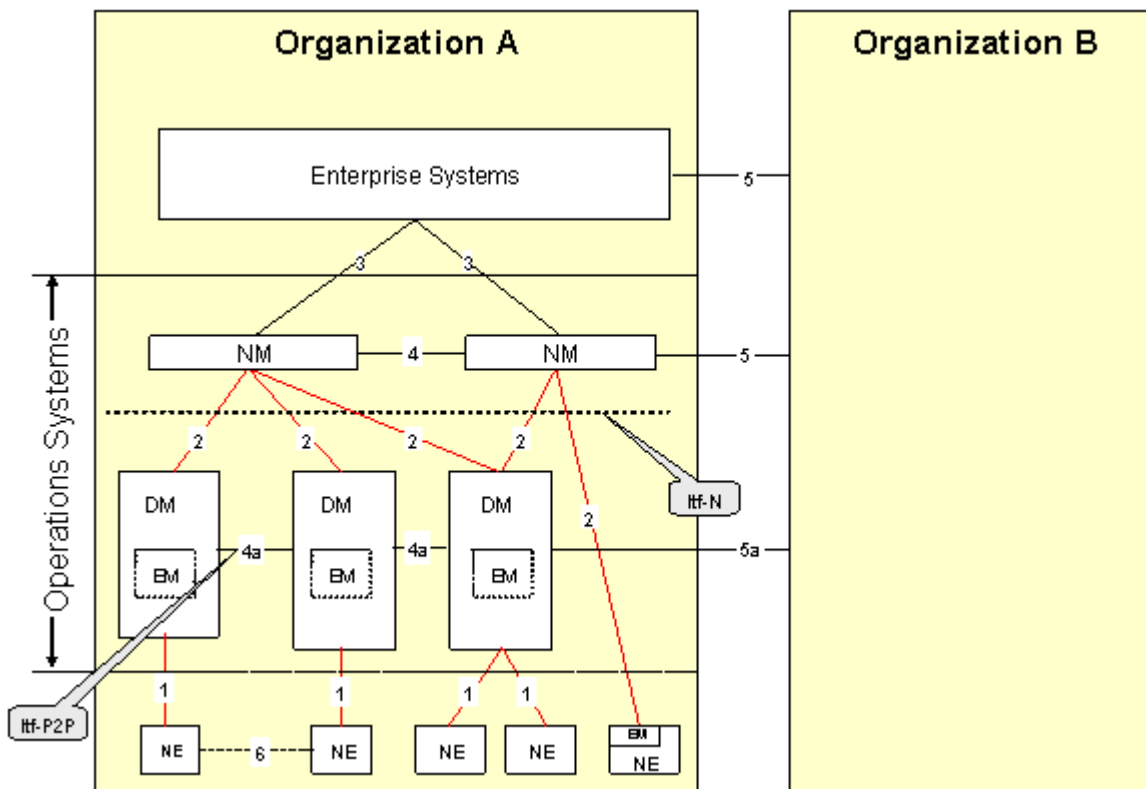 Organization A
Organization B
Enterprise Systems
5
3 3
Operations Systems
NM 4 NM 5
2 2 2 2
Itf-N
DM DM DM
2
EM 4a EM 4a EM 5a
1 1 1 1
Itf-P2P
EM
NE 6 NE NE NE NE